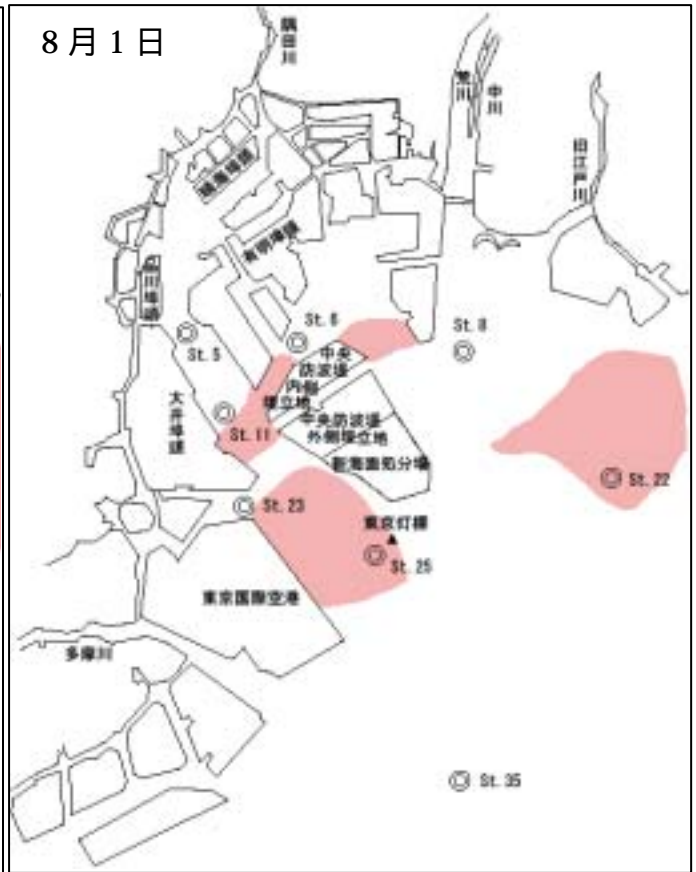 8月1日
隅田川
荒川
中川
旧江戸川
晴海埠頭
有明埠頭
品川埠頭
St. 5
St. 6
St. 8
大井埠頭
中央
防波堤
内側
埋立地
St. 11
中央防波堤
外側埋立地
新海面処分場
St. 22
St. 23
東京灯標
St. 25
東京国際空港
多摩川
St. 35